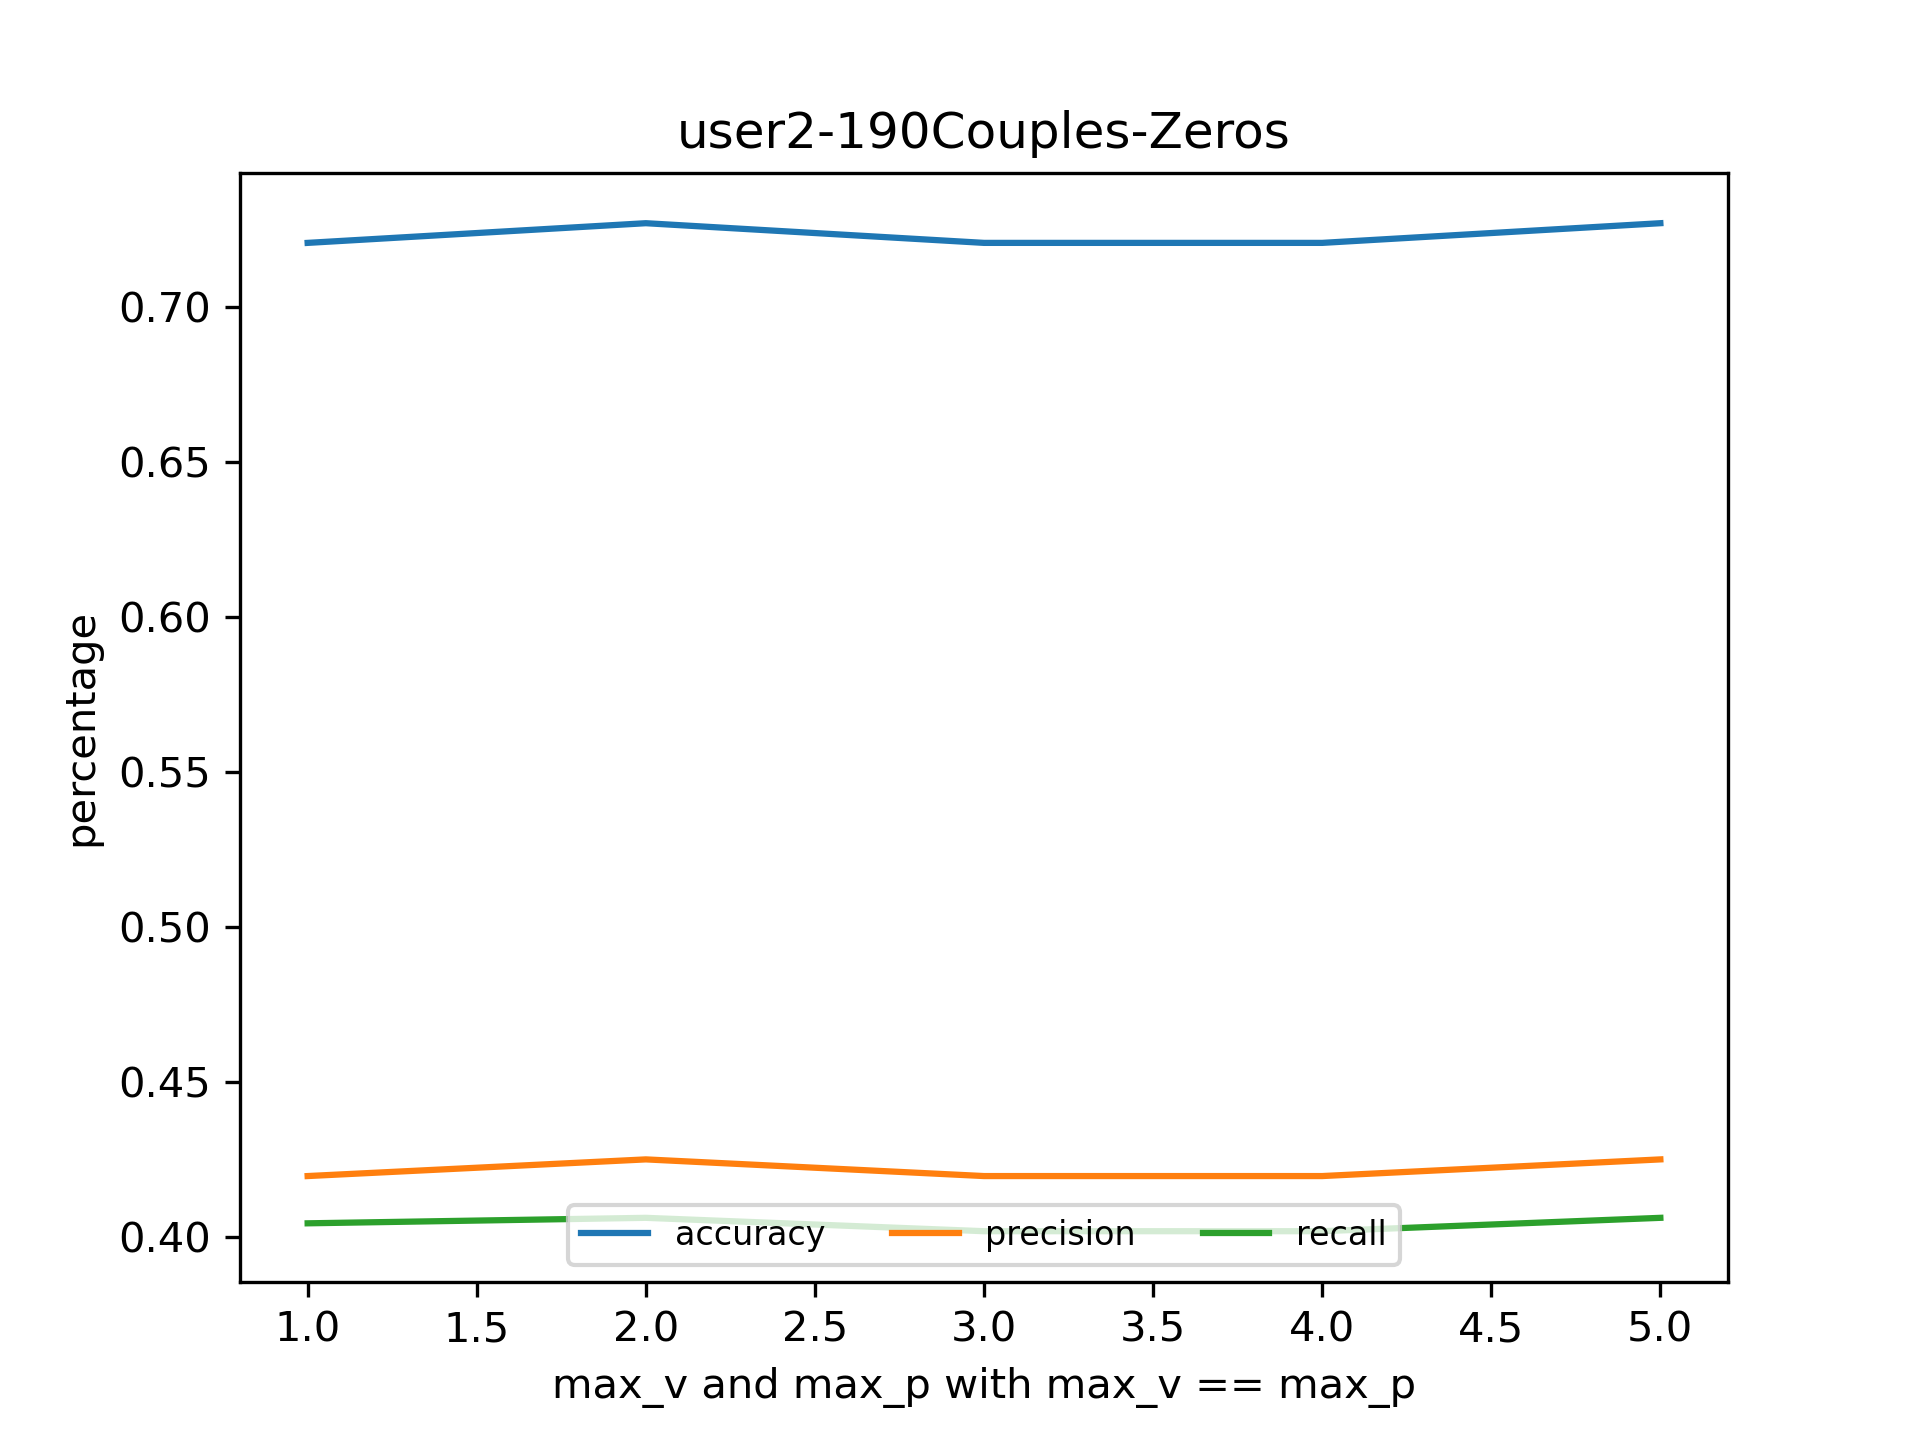 user2-190Couples-Zeros
percentage
0.70
0.65
0.60
0.55
0.50
0.45
0.40
accuracy precision recall
1.0 1.5 2.0 2.5 3.0 3.5 4.0 4.5 5.0
max_v and max_p with max_v == max_p